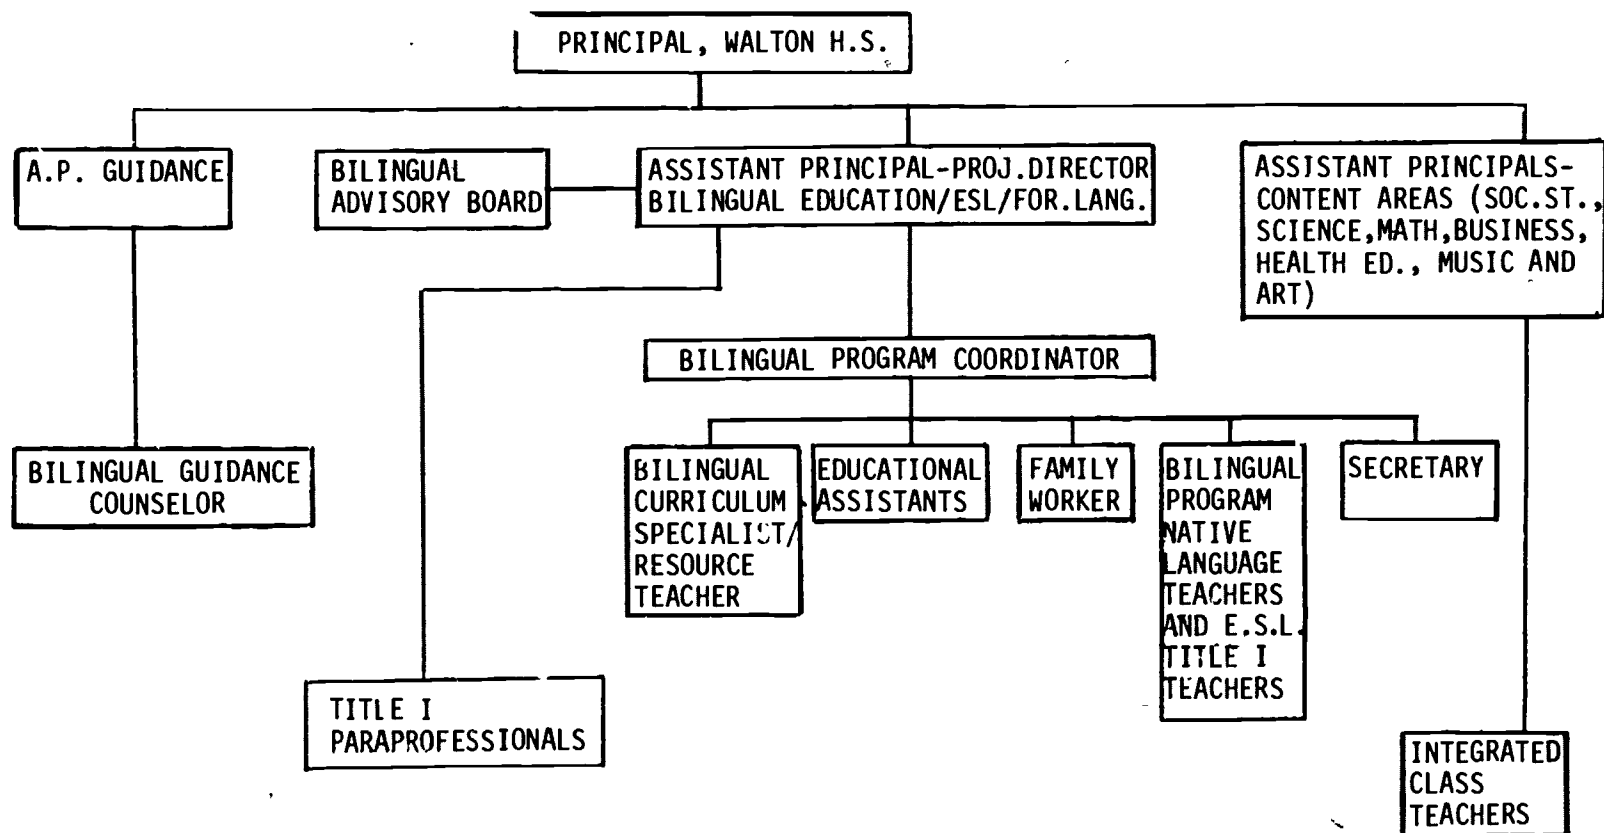 PRINCIPAL, WALTON H.S.
A.P. GUIDANCE
BILINGUAL
ADVISORY BOARD
ASSISTANT PRINCIPAL-PROJ.DIRECTOR
BILINGUAL EDUCATION/ESL/FOR.LANG.
ASSISTANT PRINCIPALS-
CONTENT AREAS (SOC.ST.,
SCIENCE,MATH,BUSINESS,
HEALTH ED., MUSIC AND
ART)
BILINGUAL PROGRAM COORDINATOR
BILINGUAL GUIDANCE
COUNSELOR
BILINGUAL
CURRICULUM
SPECIALIST/
RESOURCE
TEACHER
EDUCATIONAL
ASSISTANTS
FAMILY
WORKER
BILINGUAL
PROGRAM
NATIVE
LANGUAGE
TEACHERS
AND E.S.L.
TITLE I
TEACHERS
SECRETARY
TITLE I
PARAPROFESSIONALS
INTEGRATED
CLASS
TEACHERS